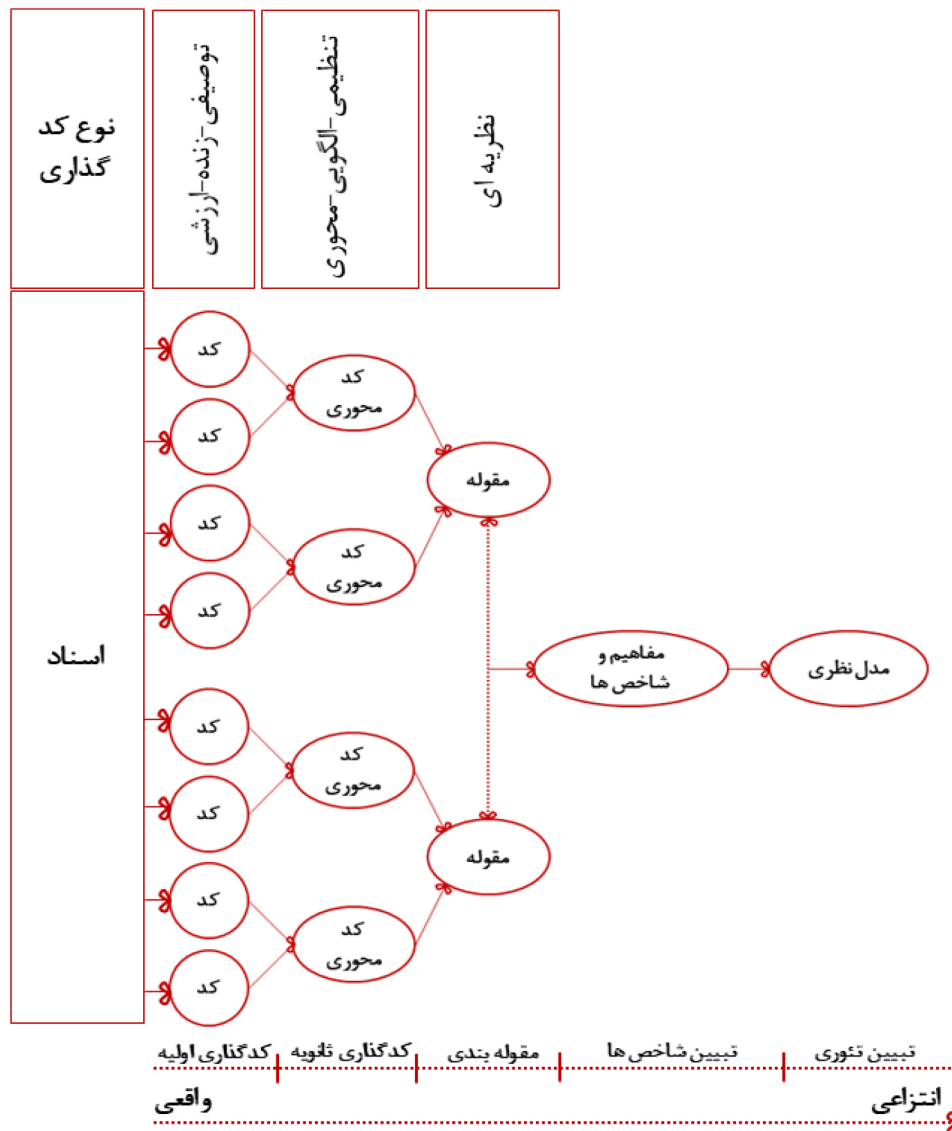 نوع کد
گذاری
توصیفی-زنده-ارزشی
تنظیمی-الگویی-محوری
نظریه ای
اسناد
کد
کد
کد
کد
کد
کد
کد
کد
کد
محوری
کد
محوری
کد
محوری
کد
محوری
مقوله
مقوله
مفاهیم و
شاخص ها
مدل نظری
کدگذاری اولیه
کدگذاری ثانویه
مقوله بندی
تبیین شاخص ها
تبیین تئوری
واقعی
انتزاعی